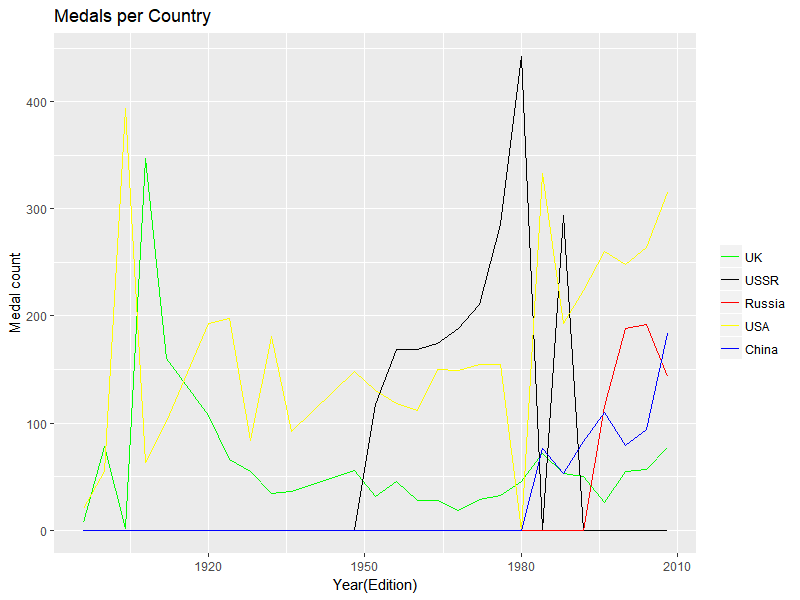 Medals per Country
Medal count
400
300
200
100
0
1920
1950
1980
2010
Year(Edition)
UK
USSR
Russia
USA
China